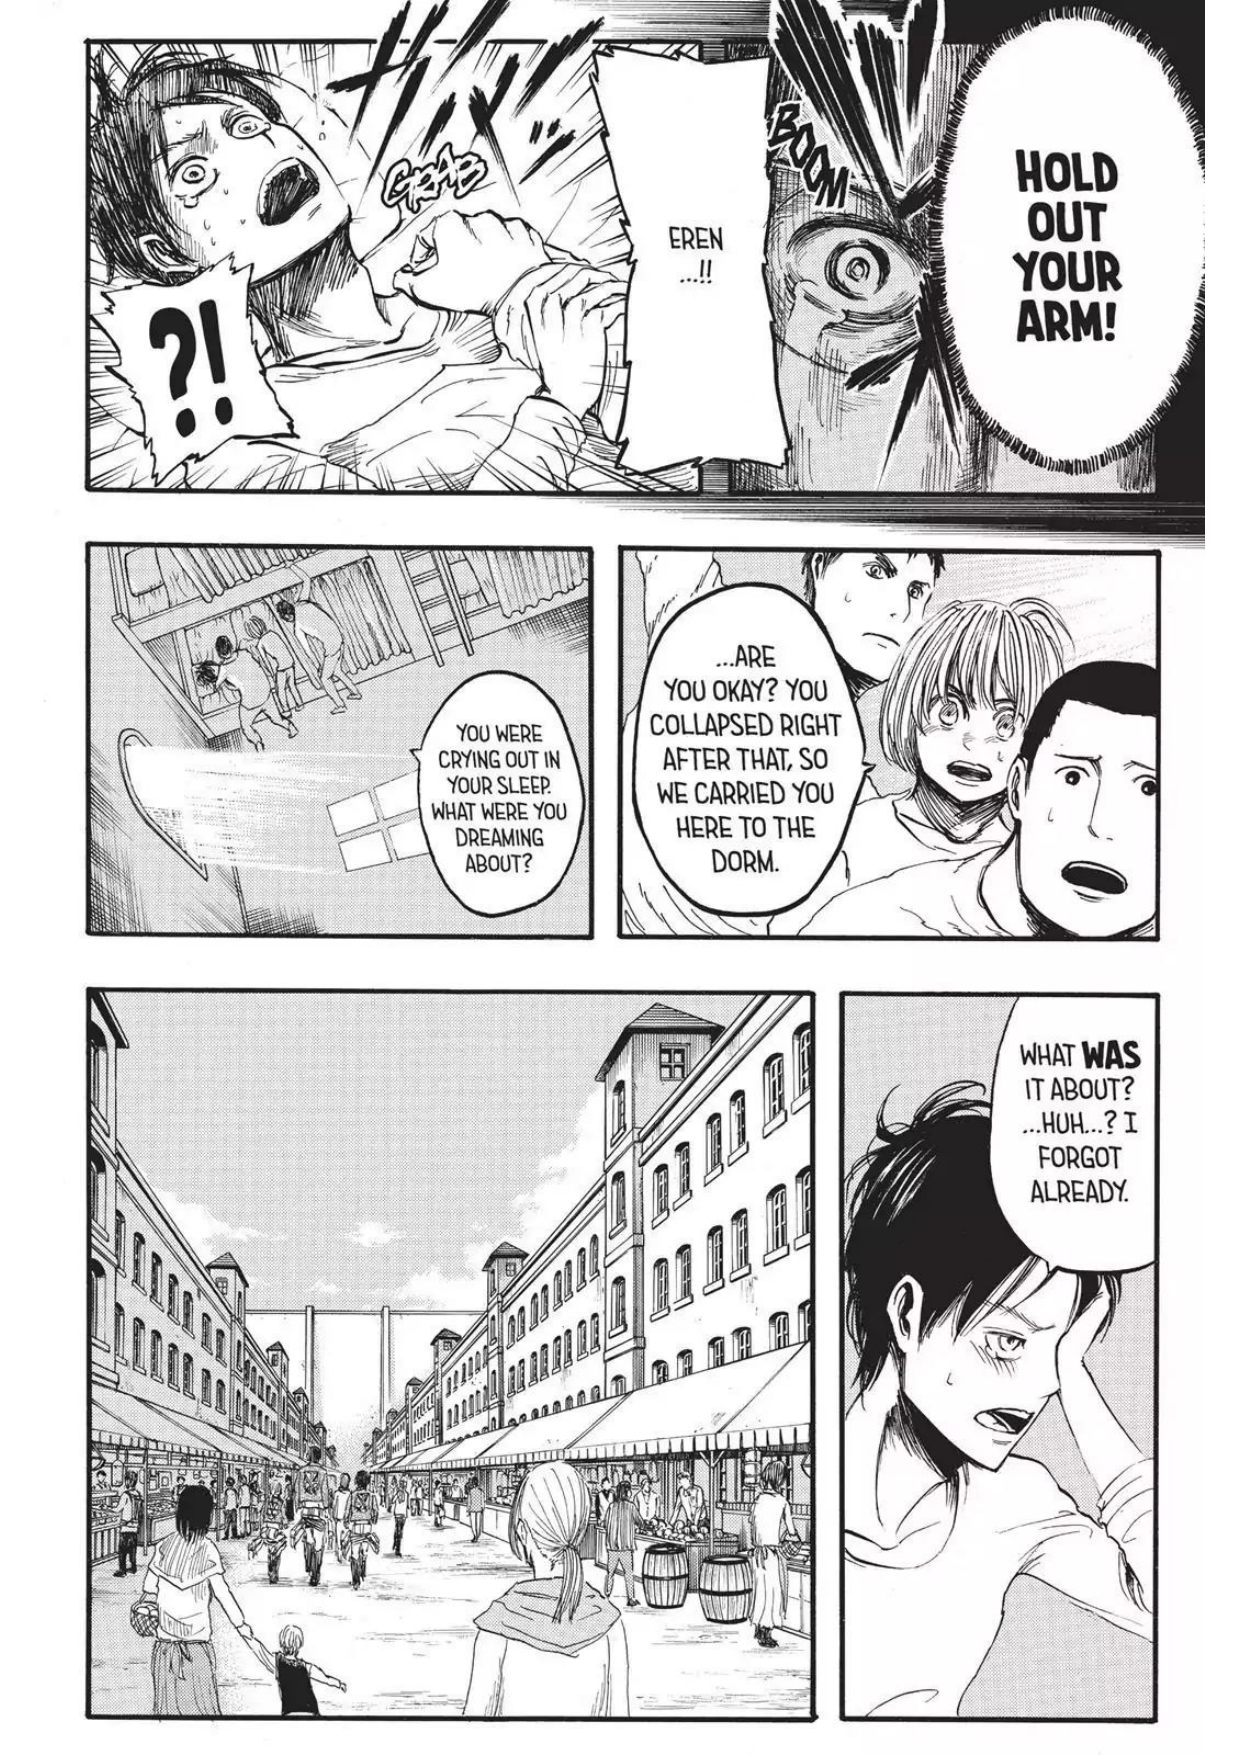 HOLD
OUT
YOUR
ARM!
BOOM
EREN
...!!
GRAB
?!
...ARE
YOU OKAY? YOU
COLLAPSED RIGHT
AFTER THAT, SO
WE CARRIED YOU
HERE TO THE
DORM.
YOU WERE
CRYING OUT IN
YOUR SLEEP.
WHAT WERE YOU
DREAMING
ABOUT?
WHAT WAS
IT ABOUT?
...HUH...? I
FORGOT
ALREADY.